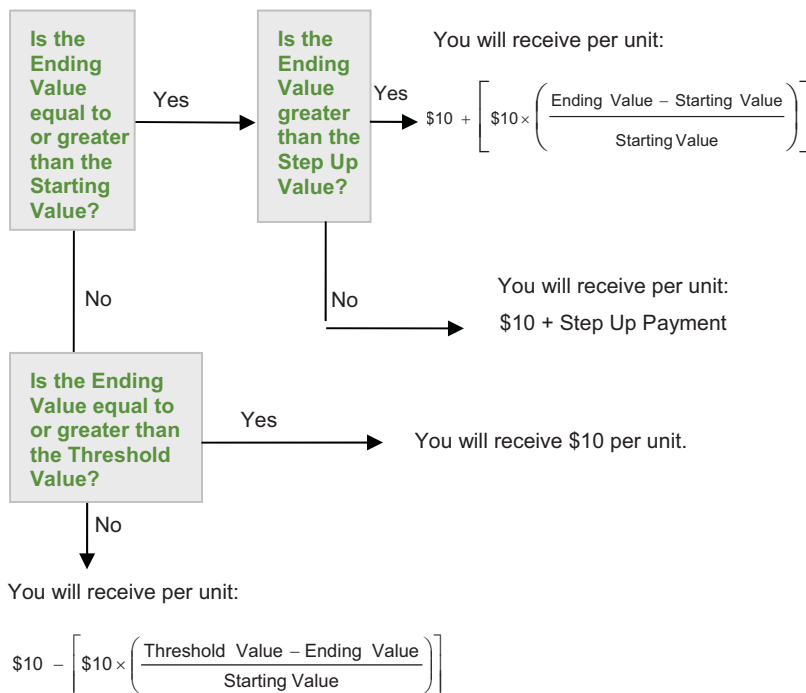 Is the
Ending
Value
equal to
or greater
than the
Starting
Value?
Yes
Is the
Ending
Value
greater
than the
Step Up
Value?
Yes
You will receive per unit:
$10 + [ $10 × ( Ending Value – Starting Value
Starting Value ) ]
No
You will receive per unit:
$10 + Step Up Payment
No
Is the Ending
Value equal to
or greater than
the Threshold
Value?
Yes
You will receive $10 per unit.
No
You will receive per unit:
$10 – [ $10 × ( Threshold Value – Ending Value
Starting Value ) ]